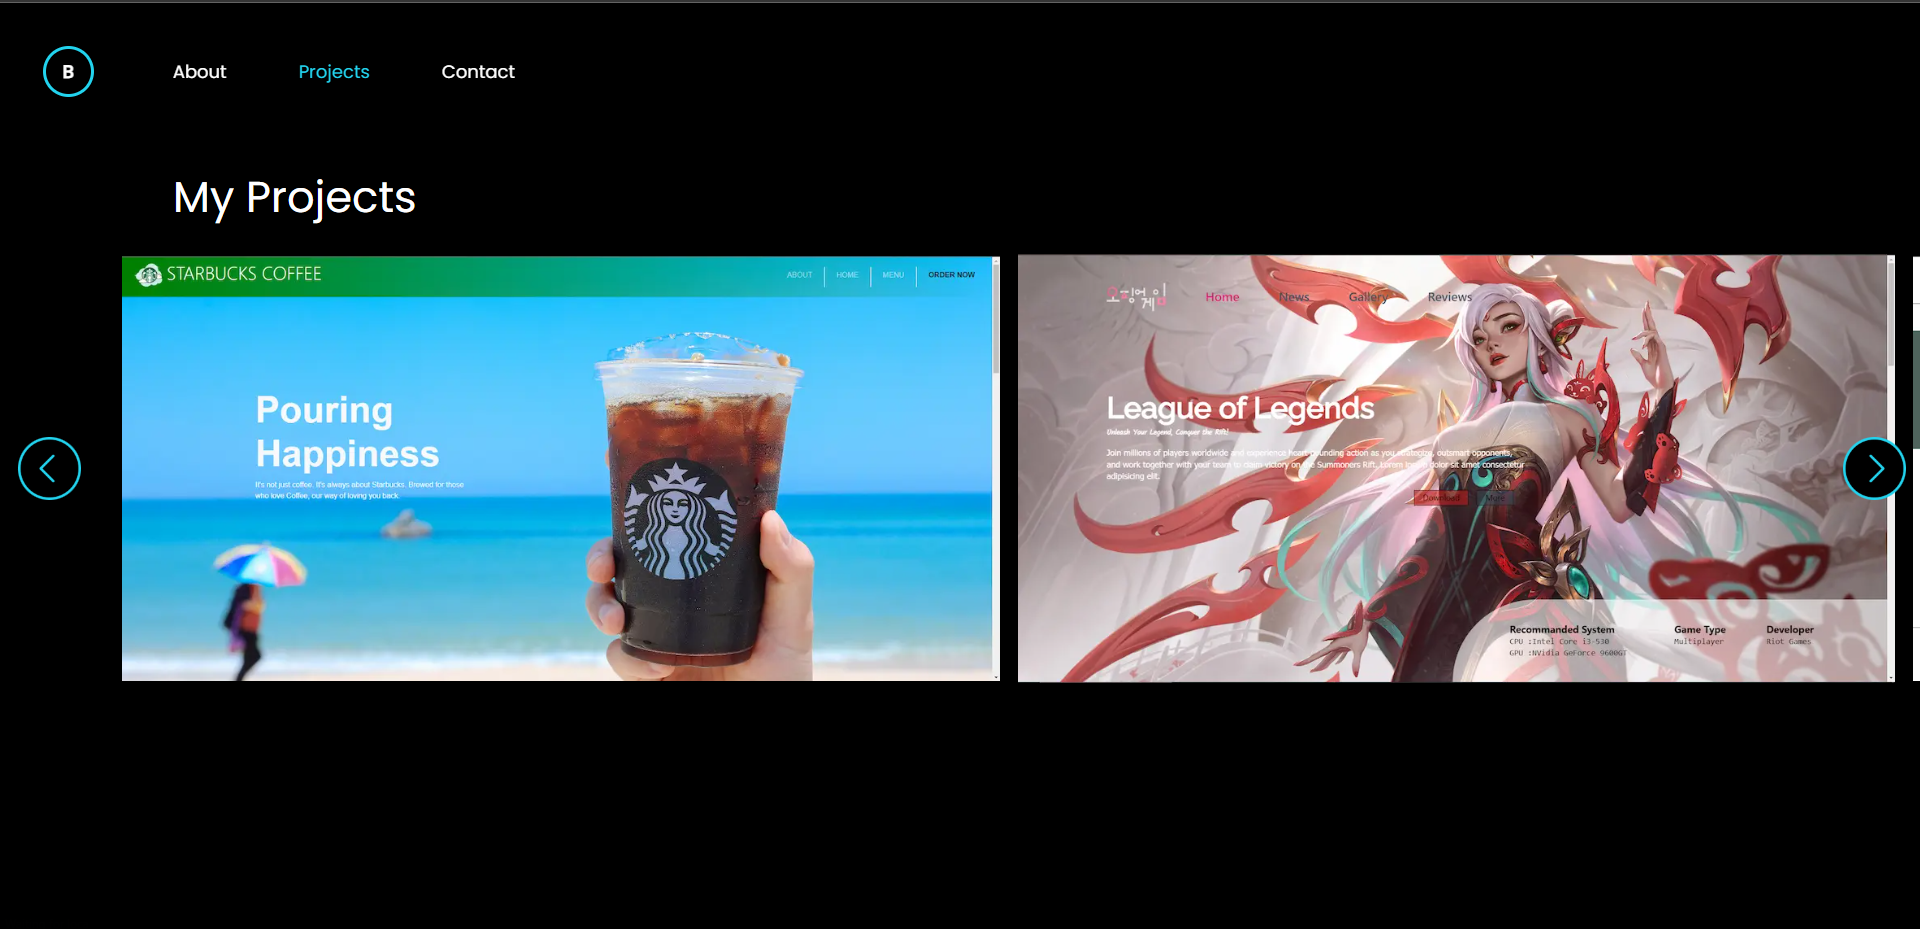 B
About
Projects
Contact
My Projects
STARBUCKS COFFEE
ABOUT
HOME
MENU
ORDER NOW
Pouring
Happiness
It's not just coffee. It's always about Starbucks. Brewed for those
who love Coffee, our way of loving you back.
오징어
게임
Home
News
Gallery
Reviews
League of Legends
Unleash Your Legend, Conquer the Rift!
Join millions of players worldwide and experience heart-pounding action as you strategize, outsmart opponents,
and work together with your team to claim victory on the Summoners Rift. Lorem ipsum dolor sit amet consectetur
adipisicing elit.
Download
More
Recommanded System
CPU :Intel Core i3-530
GPU :NVidia GeForce 9600GT
Game Type
Multiplayer
Developer
Riot Games